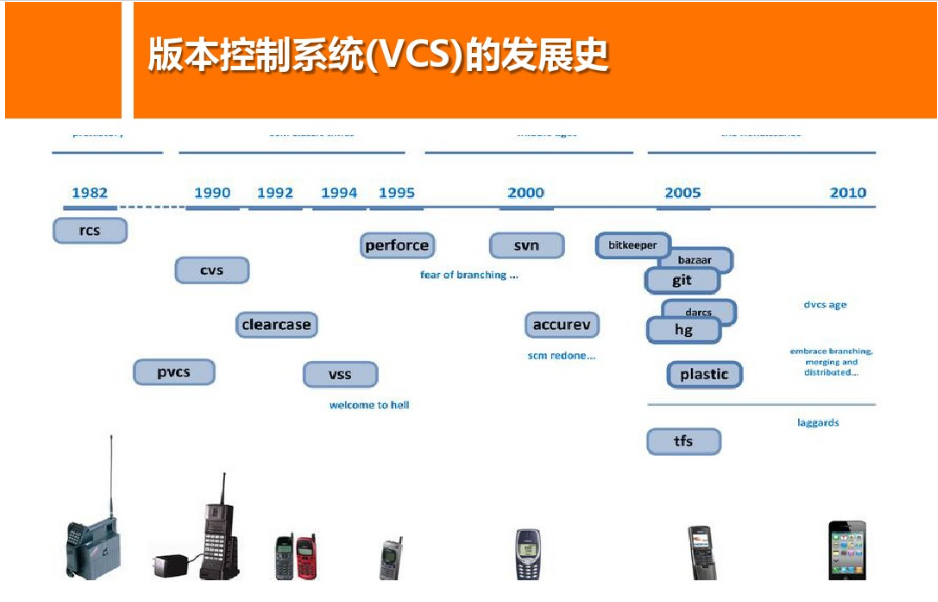 版本控制系统(VCS)的发展史
1982 1990 1992 1994 1995 2000 2005 2010
rcs
perforce
svn
bitkeeper
bazaar
cvs
fear of branching ...
git
dvcs age
darcs
clearcase
accurev
hg
scm redone...
embrace branching,
merging and
distributed...
pvcs
vss
plastic
welcome to hell
laggards
tfs